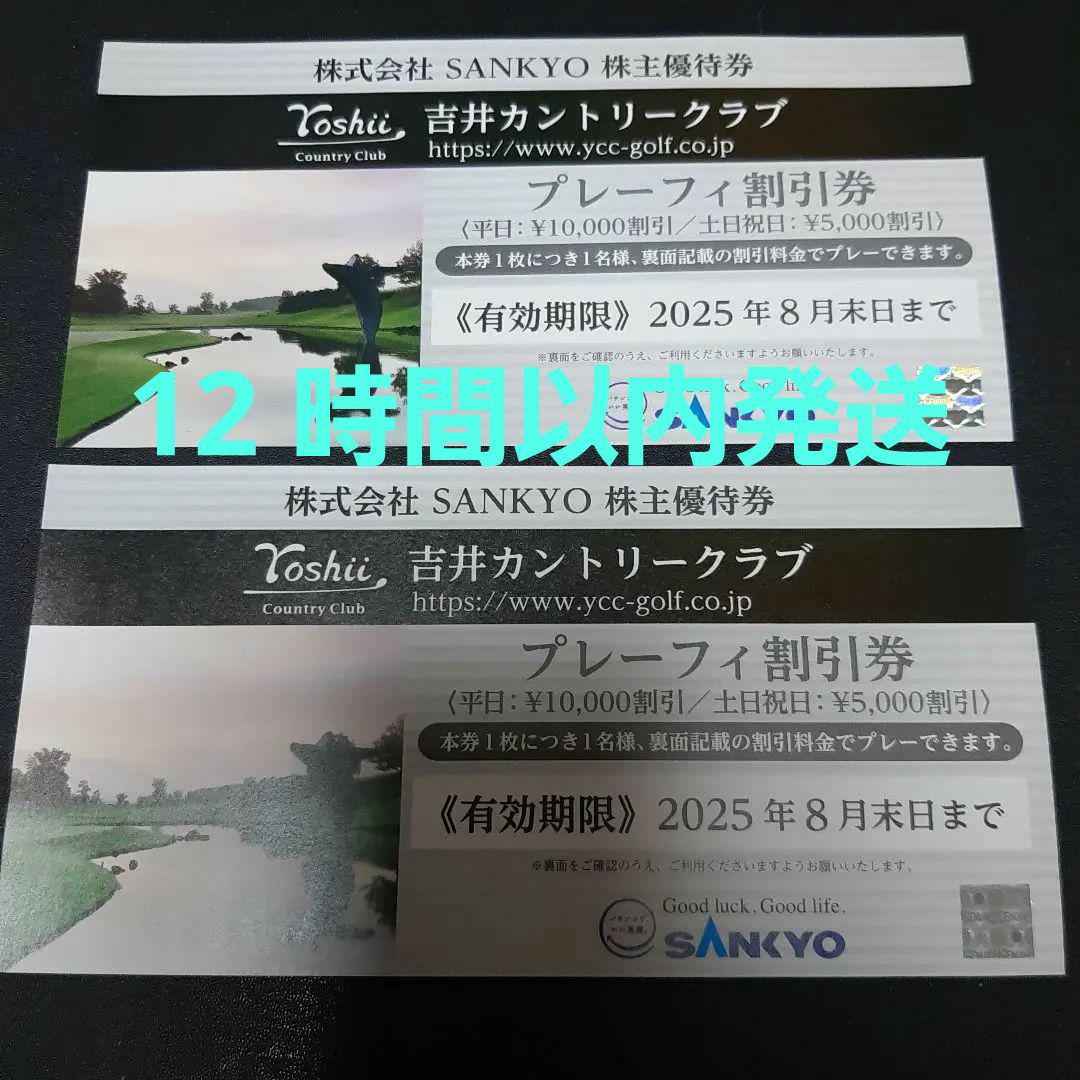 株式会社 SANKYO 株主優待券
Yoshii
Country Club
吉井カントリークラブ
https://www.ycc-golf.co.jp
プレーフィ割引券
〈平日：¥10,000割引／土日祝日：¥5,000割引〉
本券1枚につき1名様、裏面記載の割引料金でプレーできます。
《有効期限》2025年8月末日まで
※裏面をご確認のうえ、ご利用くださいますようお願いいたします。
Good li
SANKYO
12 時間以内発送
株式会社 SANKYO 株主優待券
Yoshii
Country Club
吉井カントリークラブ
https://www.ycc-golf.co.jp
プレーフィ割引券
〈平日：¥10,000割引／土日祝日：¥5,000割引〉
本券1枚につき1名様、裏面記載の割引料金でプレーできます。
《有効期限》2025年8月末日まで
※裏面をご確認のうえ、ご利用くださいますようお願いいたします。
パチンコで、
いい笑顔。
Good luck. Good life.
SANKYO